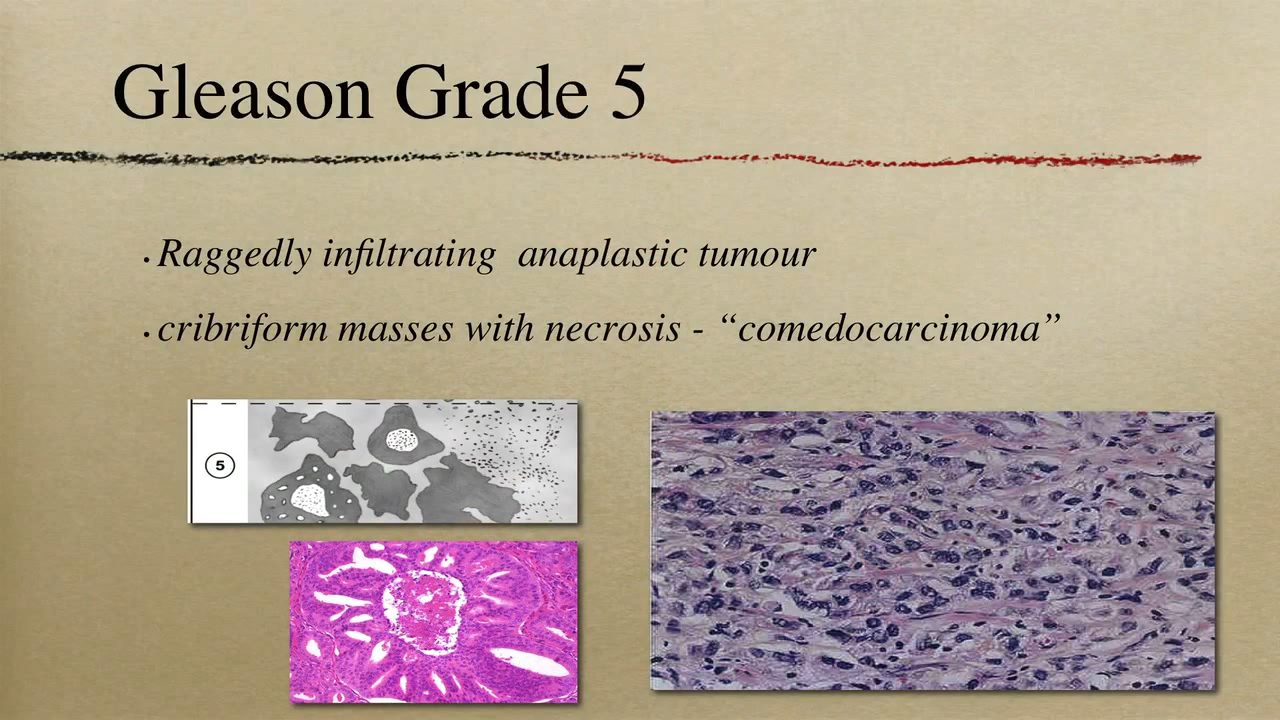 Gleason Grade 5
• Raggedly infiltrating anaplastic tumour
• cribriform masses with necrosis - “comedocarcinoma”
5